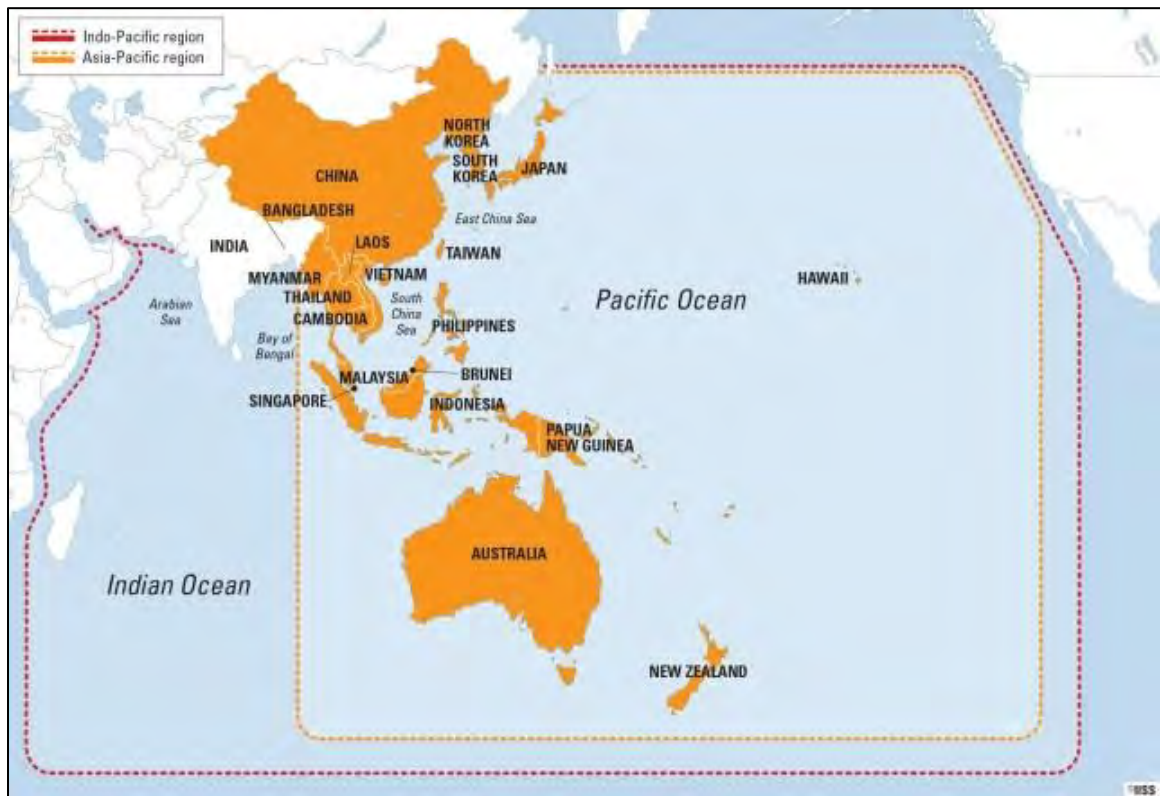 Indo-Pacific region
Asia-Pacific region
NORTH
KOREA
SOUTH
KOREA
JAPAN
CHINA
BANGLADESH
East China Sea
INDIA
LAOS
TAIWAN
MYANMAR
VIETNAM
HAWAII
THAILAND
Arabian
Sea
South
China
Sea
Pacific Ocean
CAMBODIA
PHILIPPINES
Bay of
Bengal
MALAYSIA
BRUNEI
SINGAPORE
INDONESIA
PAPUA
NEW GUINEA
AUSTRALIA
Indian Ocean
NEW ZEALAND